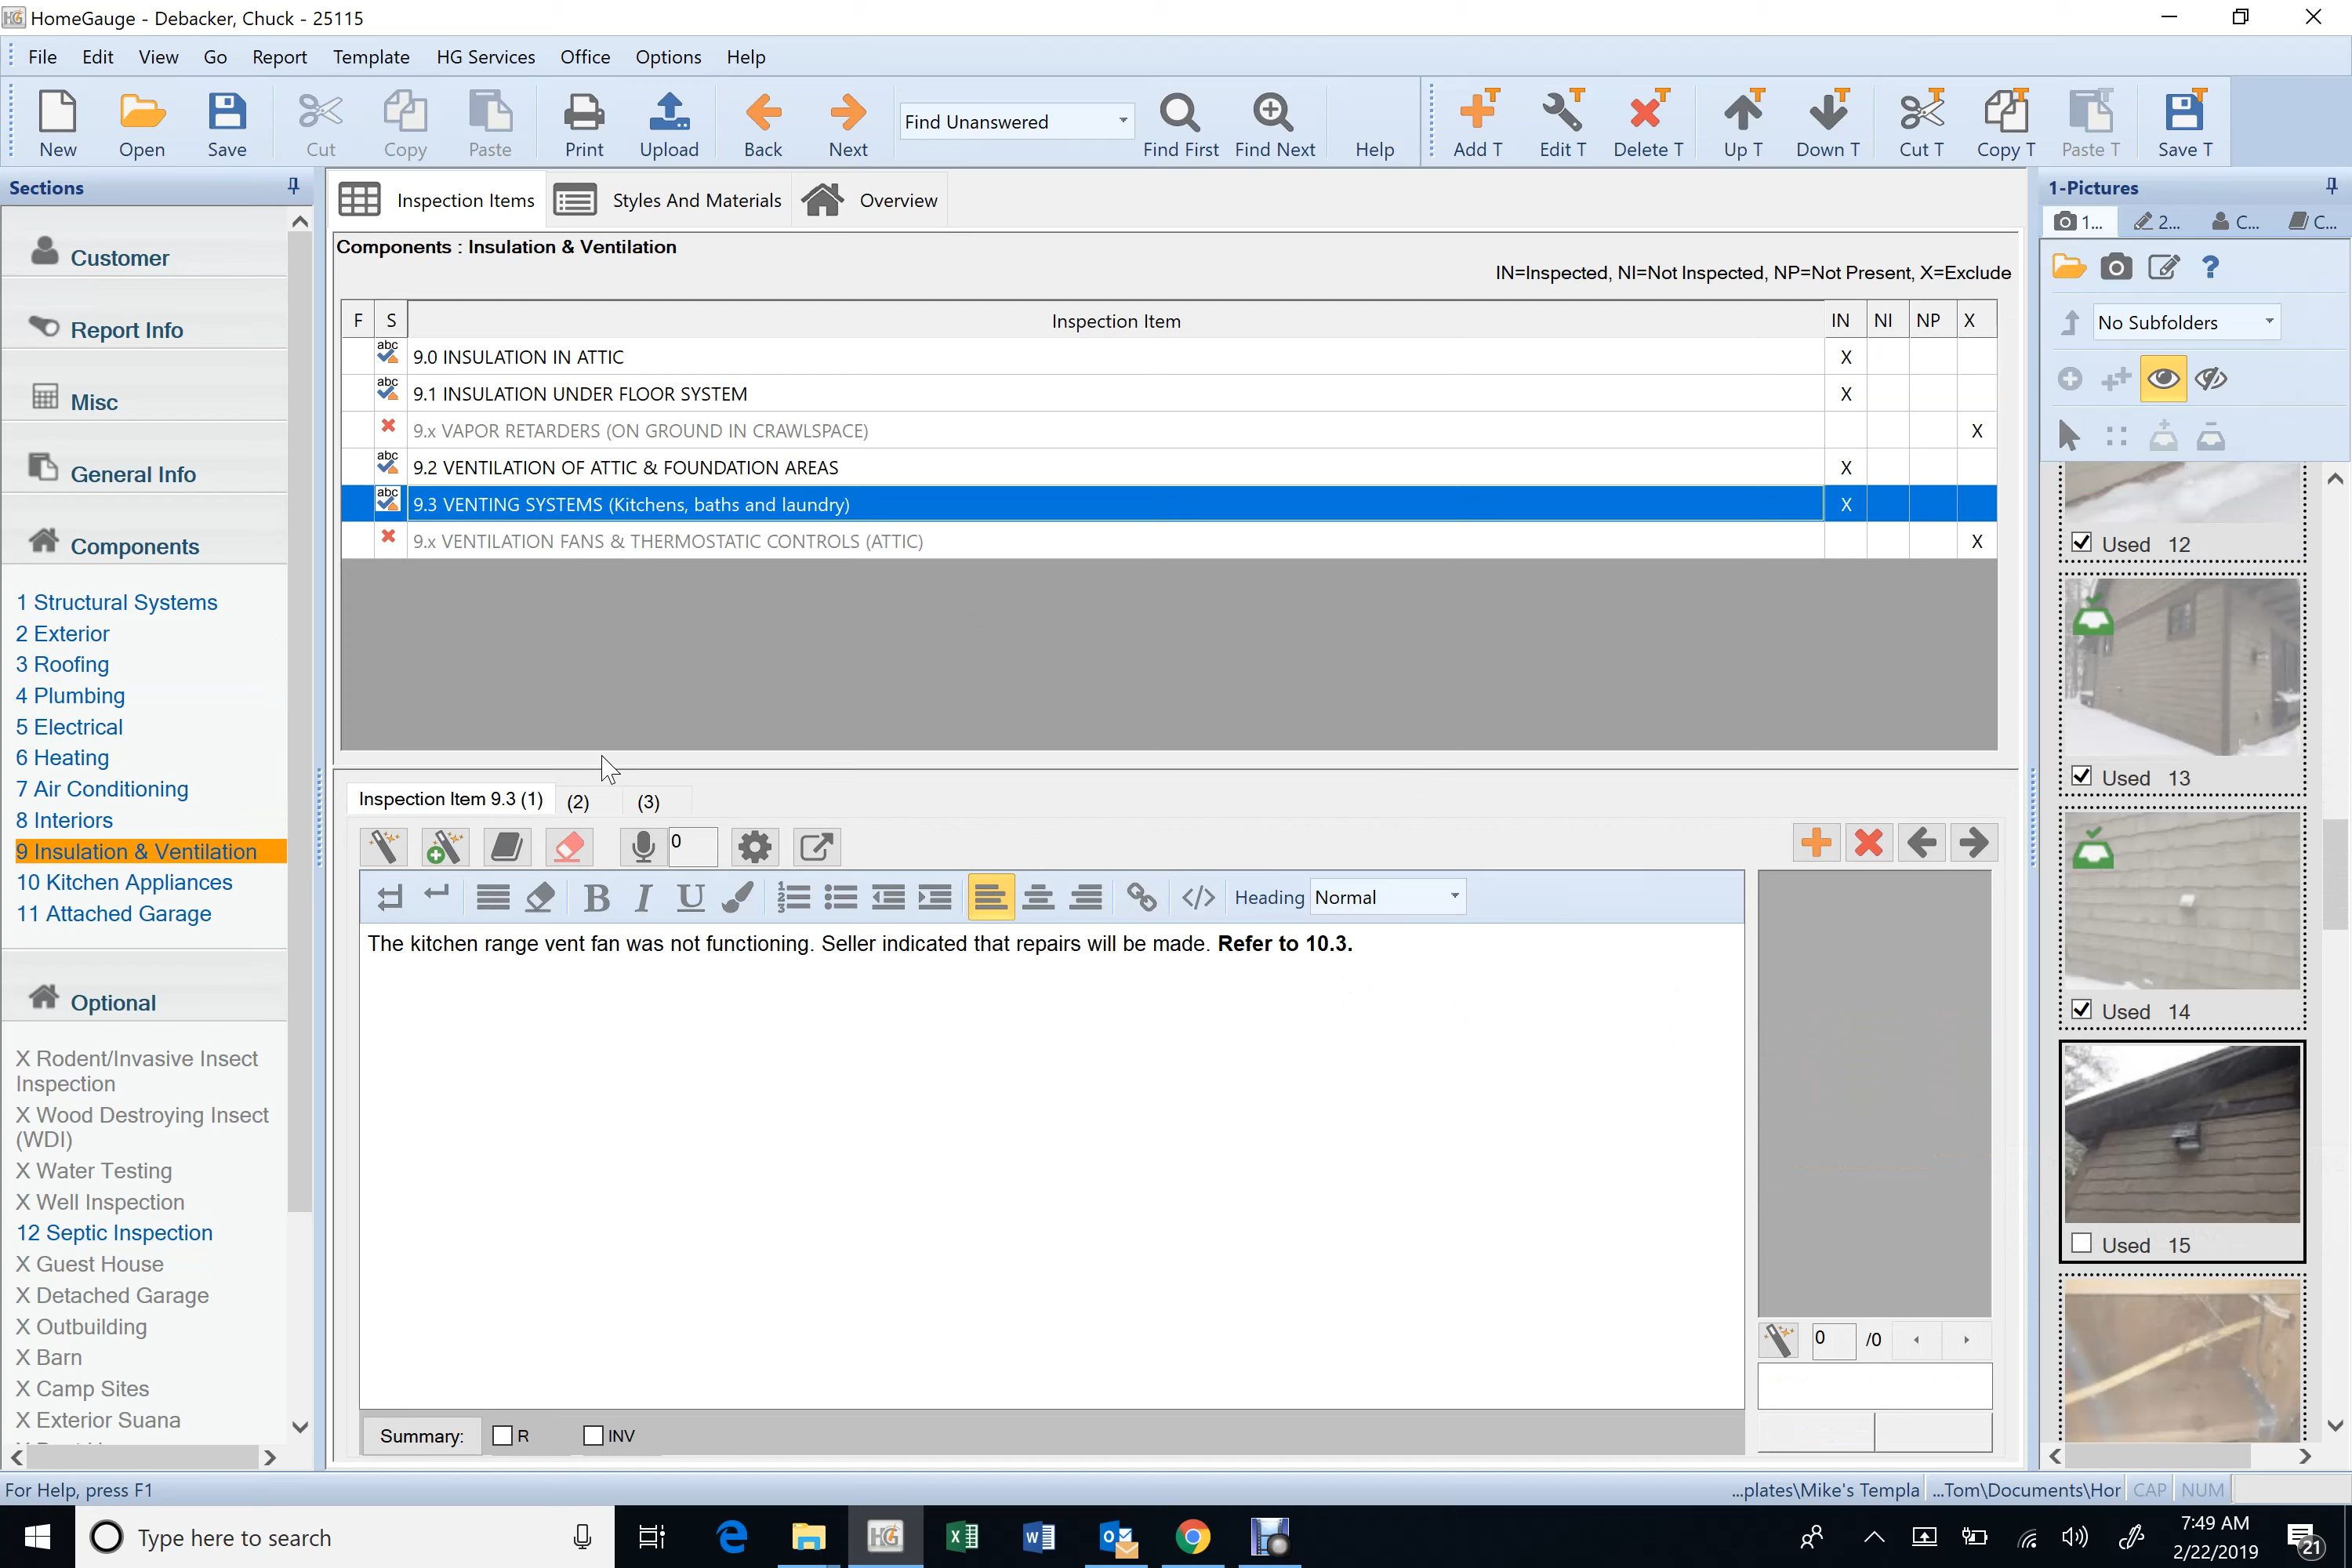 HG HomeGauge - Debacker, Chuck - 25115
File Edit View Go Report Template HG Services Office Options Help
New Open Save Cut Copy Paste Print Upload Back Next Find Unanswered Find First Find Next Help Add T Edit T Delete T Up T Down T Cut T Copy T Paste T Save T
Sections
Customer
Report Info
Misc
General Info
Components
1 Structural Systems
2 Exterior
3 Roofing
4 Plumbing
5 Electrical
6 Heating
7 Air Conditioning
8 Interiors
9 Insulation & Ventilation
10 Kitchen Appliances
11 Attached Garage
Optional
X Rodent/Invasive Insect
Inspection
X Wood Destroying Insect
(WDI)
X Water Testing
X Well Inspection
12 Septic Inspection
X Guest House
X Detached Garage
X Outbuilding
X Barn
X Camp Sites
X Exterior Suana
Inspection Items Styles And Materials Overview
Components : Insulation & Ventilation
IN=Inspected, NI=Not Inspected, NP=Not Present, X=Exclude
F S Inspection Item IN NI NP X
abc 9.0 INSULATION IN ATTIC X
abc 9.1 INSULATION UNDER FLOOR SYSTEM X
9.x VAPOR RETARDERS (ON GROUND IN CRAWLSPACE) X
abc 9.2 VENTILATION OF ATTIC & FOUNDATION AREAS X
abc 9.3 VENTING SYSTEMS (Kitchens, baths and laundry) X
9.x VENTILATION FANS & THERMOSTATIC CONTROLS (ATTIC) X
Inspection Item 9.3 (1) (2) (3)
0
B I U Heading Normal
The kitchen range vent fan was not functioning. Seller indicated that repairs will be made. Refer to 10.3.
0 /0
Summary: R INV
1-Pictures
1... 2... C... C...
No Subfolders
Used 12
Used 13
Used 14
Used 15
For Help, press F1 ...plates\Mike's Templa ...Tom\Documents\Hor CAP NUM
Type here to search
7:49 AM
2/22/2019
21